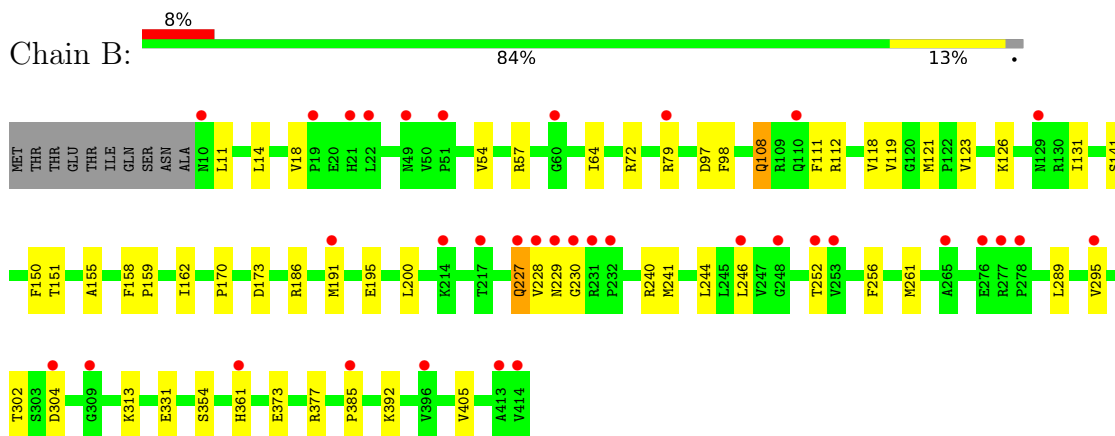 8%
Chain B:
84% 13% •
MET THR THR GLU THR ILE GLN SER ASN ALA N10 L11 L14 V18 P19 E20 H21 L22 N49 V50 P51 V54 R57 G60 I64 R72 R79 D97 F98 Q108 R109 Q110 F111 R112 V118 V119 G120 M121 P122 V123 K126 N129 R130 I131 S141
F150 T151 A155 F158 P159 I162 P170 D173 R186 M191 E195 L200 K214 T217 Q227 V228 N229 G230 R231 P232 R240 M241 L244 L245 L246 V247 G248 T252 V253 F256 M261 A265 E276 R277 P278 L289 V295
T302 S303 D304 G309 K313 E331 S354 H361 E373 R377 P385 K392 V396 V405 A413 V414